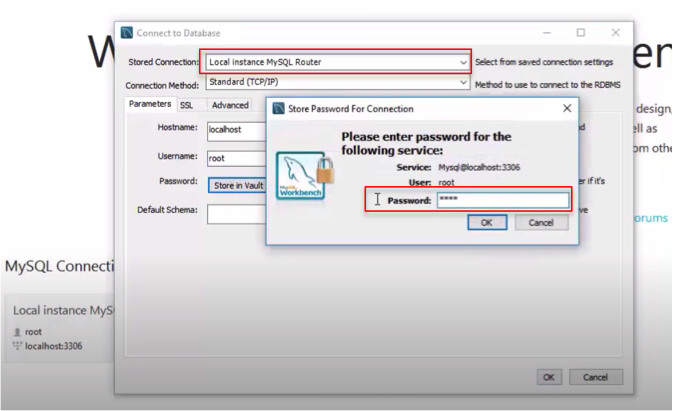 W
en
Connect to Database
Stored Connection: Local instance MySQL Router Select from saved connection settings
Connection Method: Standard (TCP/IP) Method to use to connect to the RDBMS
Parameters SSL Advanced
Store Password For Connection
design,
Hostname: localhost
ell as
Please enter password for the
following service:
om othe
Username: root
Service: Mysql@localhost:3306
Password: Store in Vault
User: root
er if it's
MySQL
Workbench
Password: ****
Default Schema:
ve
orums
OK Cancel
MySQL Connecti
Local instance MyS
root
localhost:3306
OK Cancel